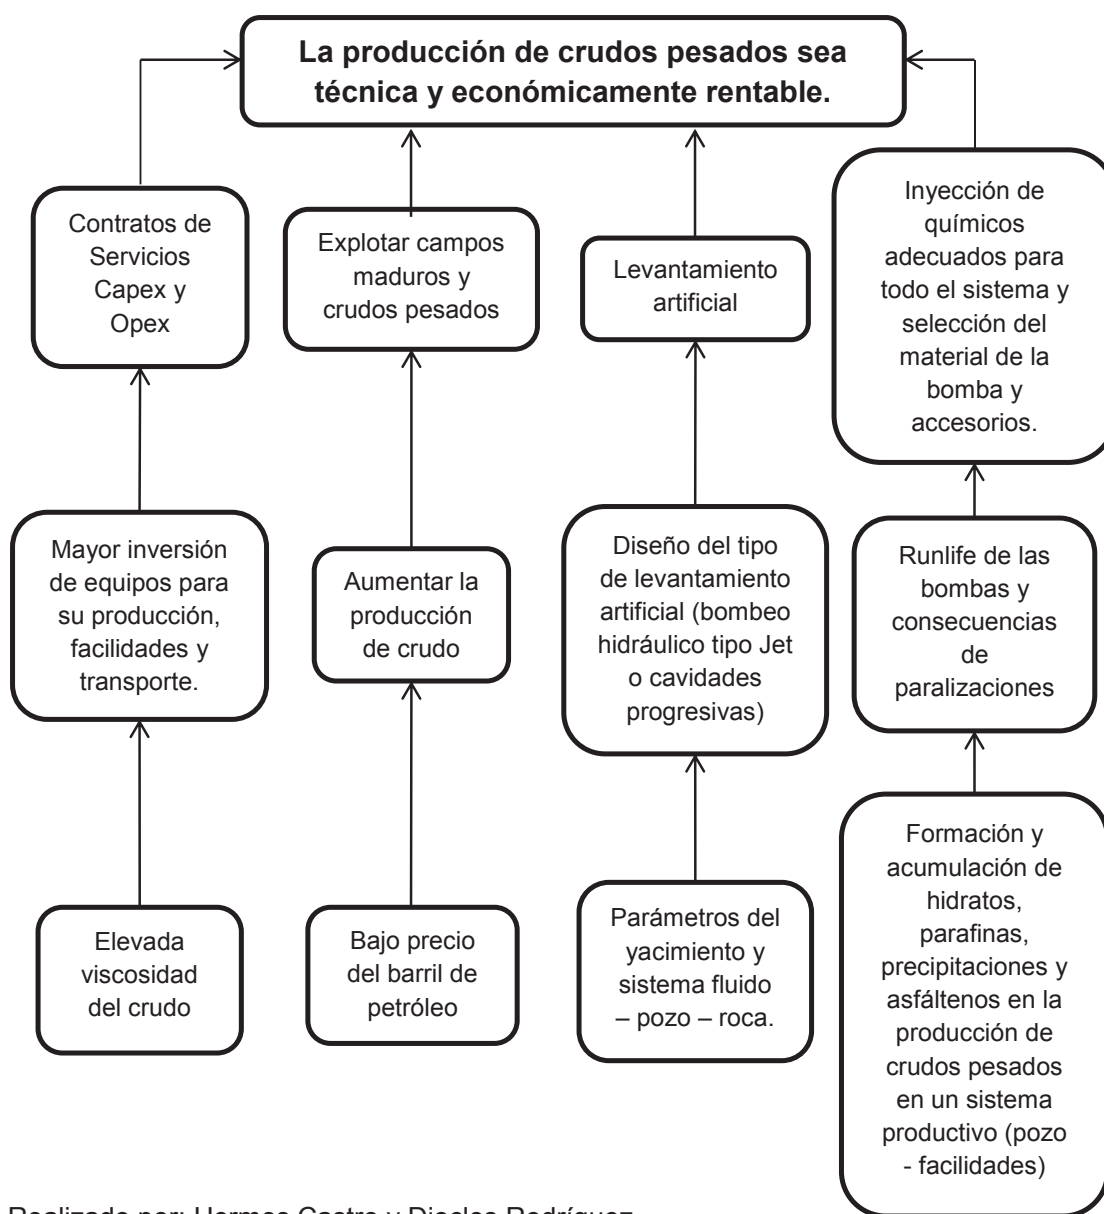 La producción de crudos pesados sea
técnica y económicamente rentable.
Contratos de
Servicios
Capex y
Opex
Explotar campos
maduros y
crudos pesados
Levantamiento
artificial
Inyección de
químicos
adecuados para
todo el sistema y
selección del
material de la
bomba y
accesorios.
Mayor inversión
de equipos para
su producción,
facilidades y
transporte.
Aumentar la
producción
de crudo
Diseño del tipo
de levantamiento
artificial (bombeo
hidráulico tipo Jet
o cavidades
progresivas)
Runlife de las
bombas y
consecuencias
de
paralizaciones
Elevada
viscosidad
del crudo
Bajo precio
del barril de
petróleo
Parámetros del
yacimiento y
sistema fluido
– pozo – roca.
Formación y
acumulación de
hidratos,
parafinas,
precipitaciones y
asfáltenos en la
producción de
crudos pesados
en un sistema
productivo (pozo
- facilidades)
Realizado por: Hermes Castro y Diocles Rodríguez